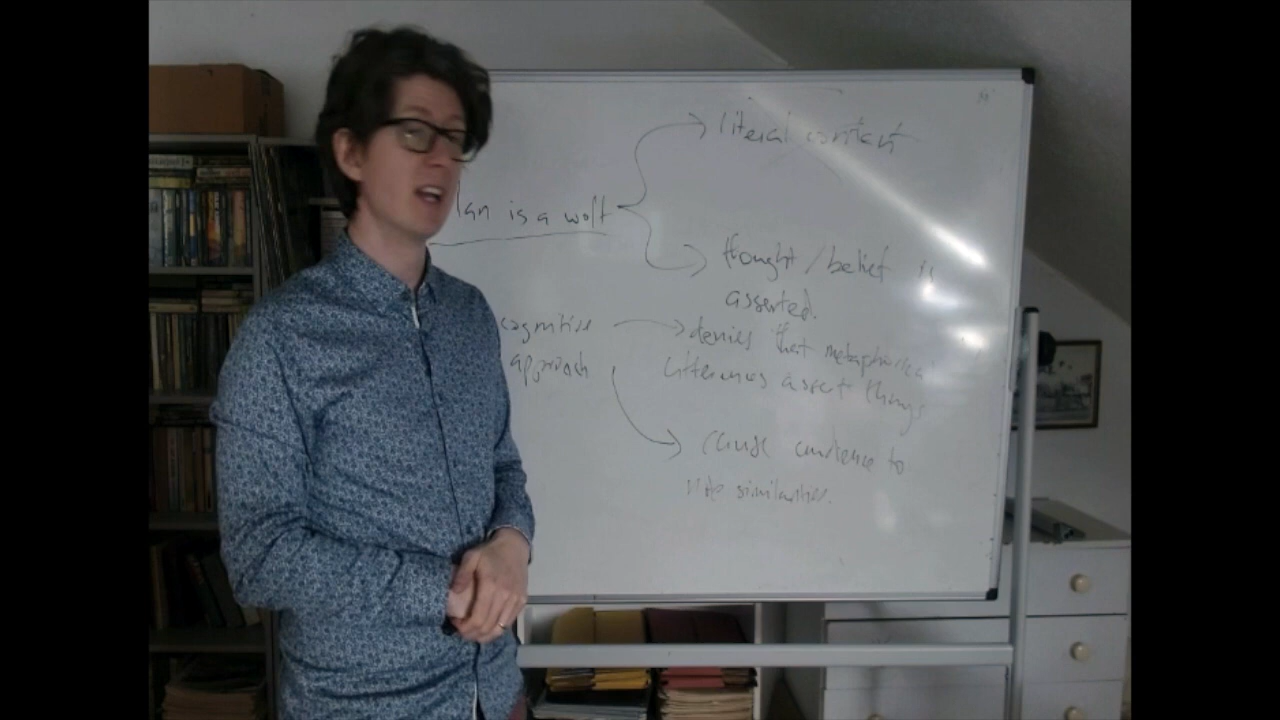 literal content
lan is a wolf
thought / belief is
asserted.
cognitive
approach
denies that metaphorical
utterances assert things
cause audience to
note similarities.